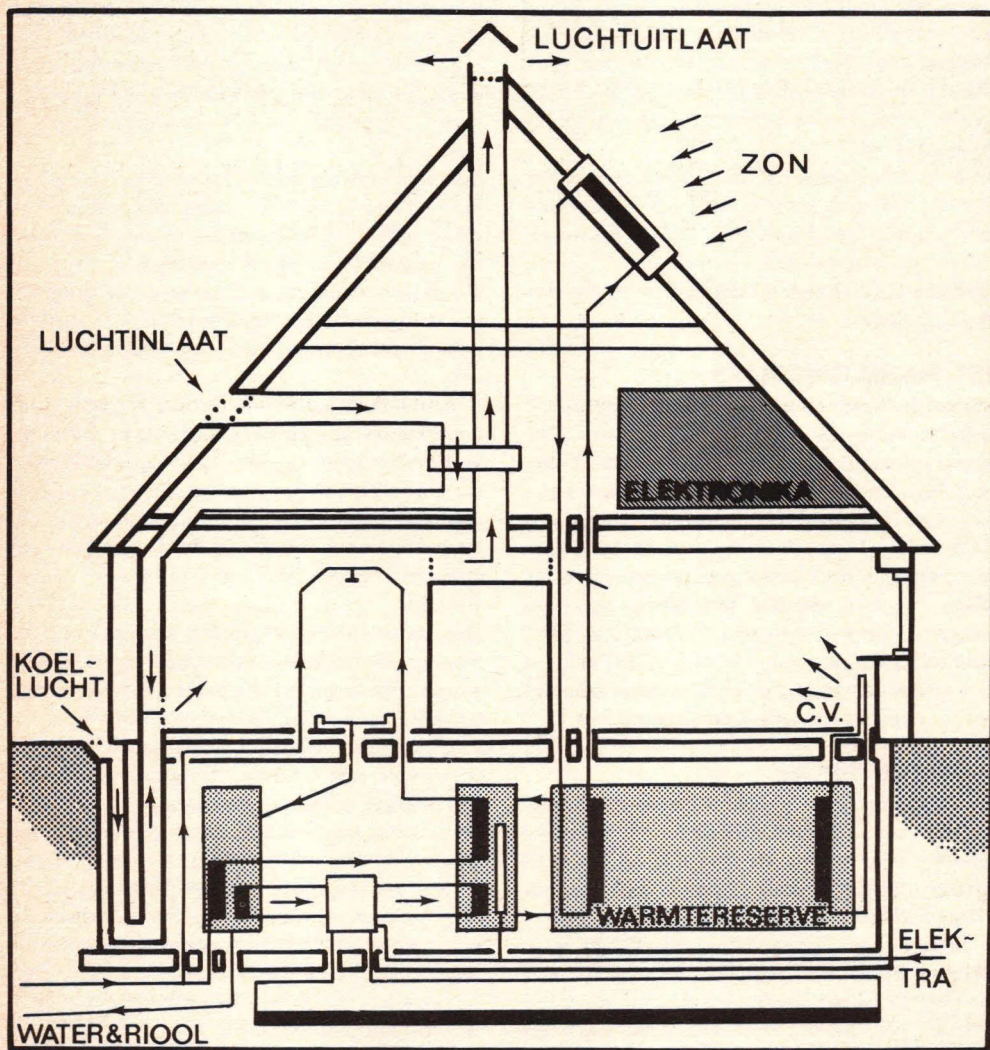 LUCHTUITLAAT
ZON
LUCHTINLAAT
ELEKTRONIKA
KOEL~
LUCHT
C.V.
WARMTERESERVE
ELEK~
TRA
WATER&RIOOL